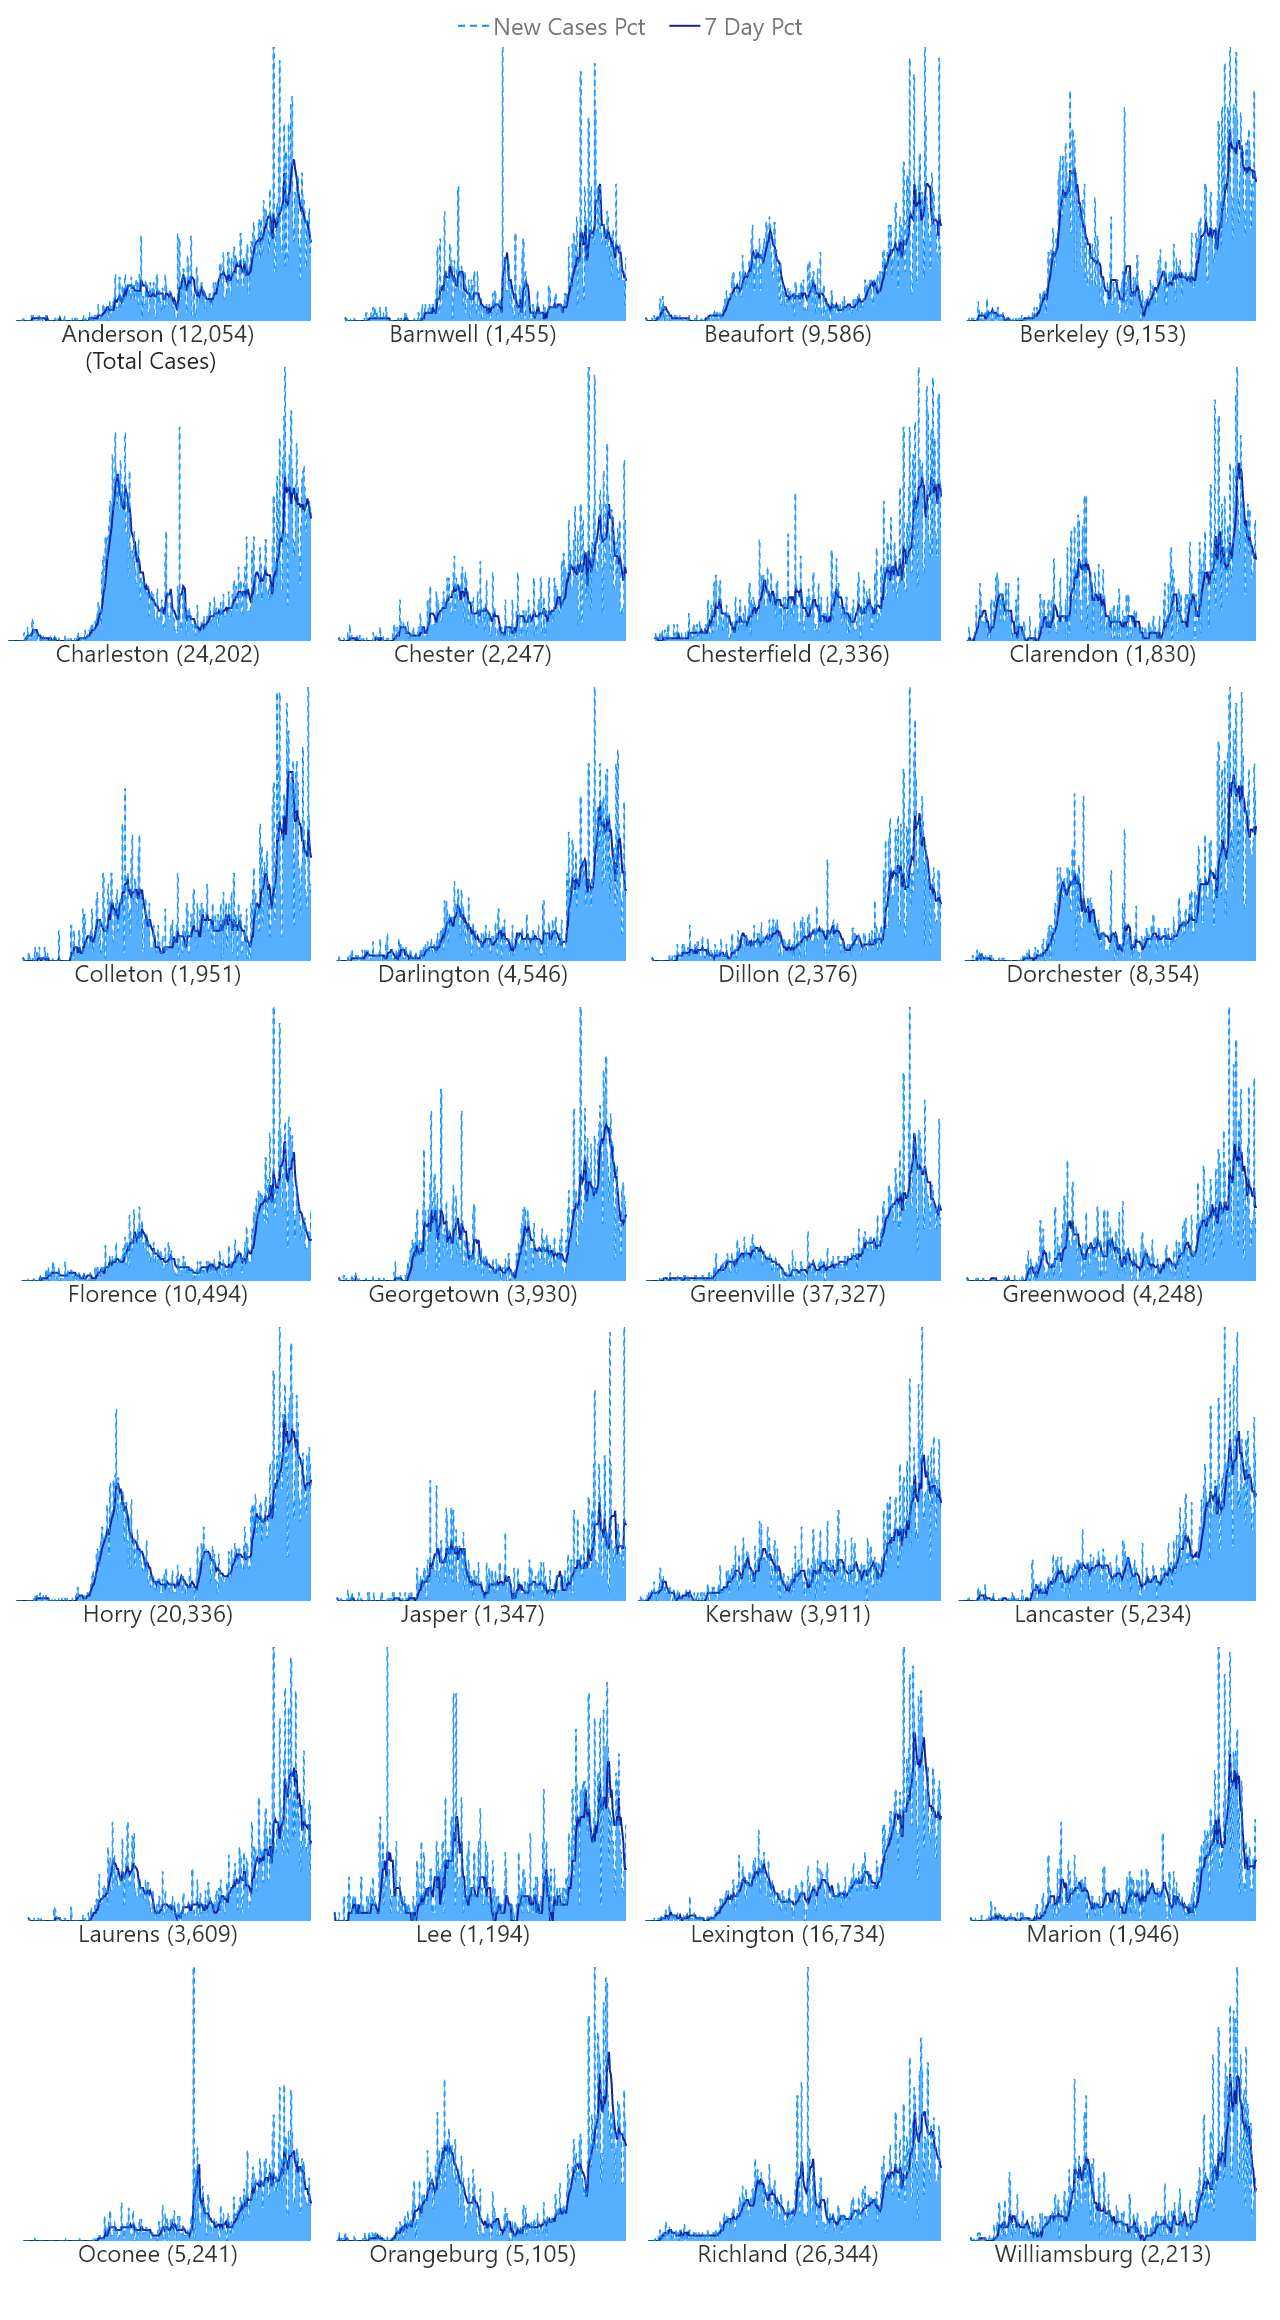 New Cases Pct 7 Day Pct
Anderson (12,054)
(Total Cases)
Barnwell (1,455)
Beaufort (9,586)
Berkeley (9,153)
Charleston (24,202)
Chester (2,247)
Chesterfield (2,336)
Clarendon (1,830)
Colleton (1,951)
Darlington (4,546)
Dillon (2,376)
Dorchester (8,354)
Florence (10,494)
Georgetown (3,930)
Greenville (37,327)
Greenwood (4,248)
Horry (20,336)
Jasper (1,347)
Kershaw (3,911)
Lancaster (5,234)
Laurens (3,609)
Lee (1,194)
Lexington (16,734)
Marion (1,946)
Oconee (5,241)
Orangeburg (5,105)
Richland (26,344)
Williamsburg (2,213)